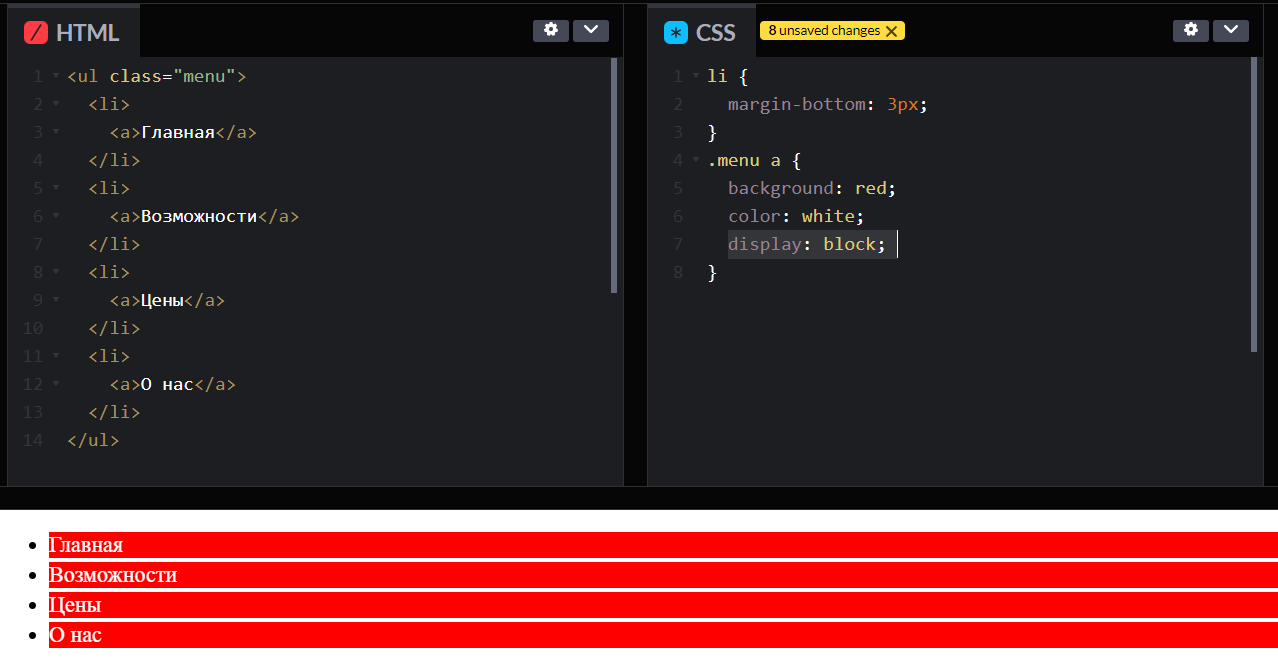 HTML
1 <ul class="menu">
2 <li>
3 <a>Главная</a>
4 </li>
5 <li>
6 <a>Возможности</a>
7 </li>
8 <li>
9 <a>Цены</a>
10 </li>
11 <li>
12 <a>О нас</a>
13 </li>
14 </ul>
CSS 8 unsaved changes
1 li {
2 margin-bottom: 3px;
3 }
4 .menu a {
5 background: red;
6 color: white;
7 display: block;
8 }
Главная
Возможности
Цены
О нас